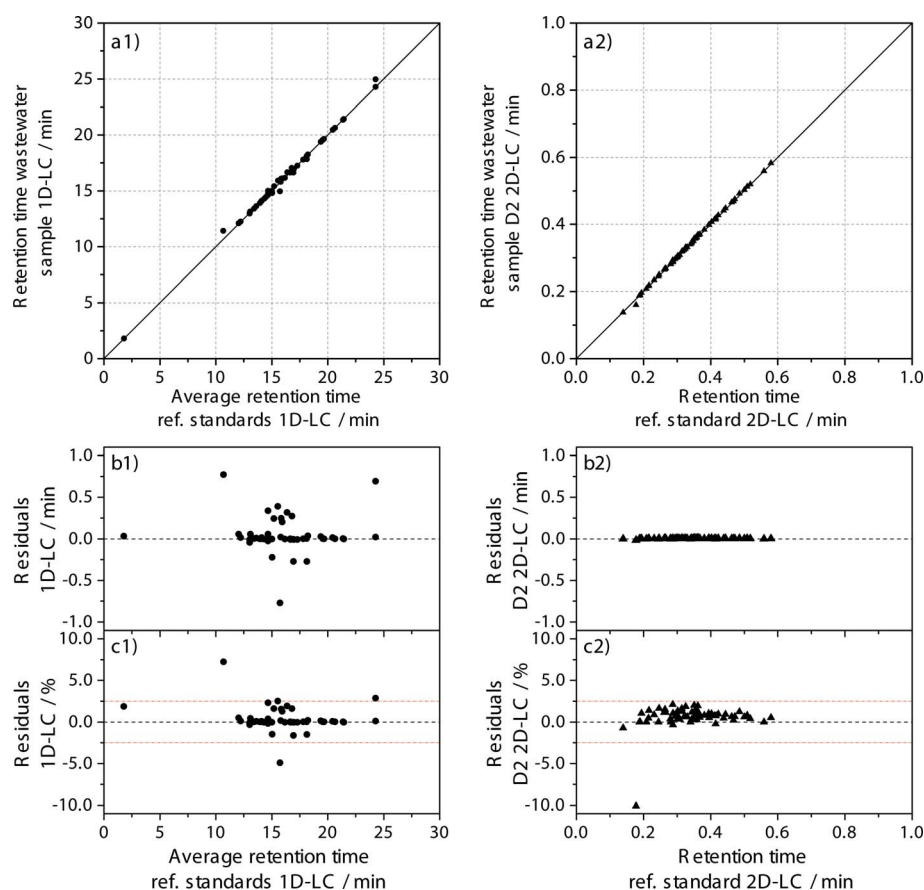 a1)
30
25
20
15
10
5
0
Retention time wastewater
sample 1D-LC / min
0 5 10 15 20 25 30
Average retention time
ref. standards 1D-LC / min
a2)
1.0
0.8
0.6
0.4
0.2
0.0
Retention time wastewater
sample D2 2D-LC / min
0.0 0.2 0.4 0.6 0.8 1.0
Retention time
ref. standard 2D-LC / min
b1)
1.0
0.5
0.0
-0.5
-1.0
Residuals
1D-LC / min
b2)
1.0
0.5
0.0
-0.5
-1.0
Residuals
D2 2D-LC / min
c1)
10.0
5.0
0.0
-5.0
-10.0
Residuals
1D-LC / %
0 5 10 15 20 25 30
Average retention time
ref. standards 1D-LC / min
c2)
10.0
5.0
0.0
-5.0
-10.0
Residuals
D2 2D-LC / %
0.0 0.2 0.4 0.6 0.8 1.0
Retention time
ref. standard 2D-LC / min